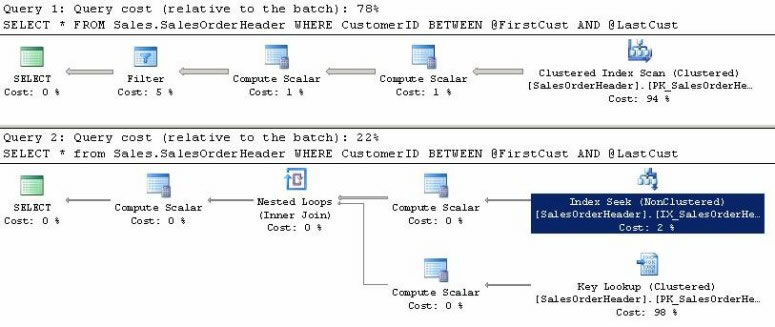 Query 1: Query cost (relative to the batch): 78%
SELECT * FROM Sales.SalesOrderHeader WHERE CustomerID BETWEEN @FirstCust AND @LastCust
SELECT
Cost: 0 %
Filter
Cost: 5 %
Compute Scalar
Cost: 1 %
Compute Scalar
Cost: 1 %
Clustered Index Scan (Clustered)
[SalesOrderHeader].[PK_SalesOrderHe…
Cost: 94 %
Query 2: Query cost (relative to the batch): 22%
SELECT * from Sales.SalesOrderHeader WHERE CustomerID BETWEEN @FirstCust AND @LastCust
SELECT
Cost: 0 %
Compute Scalar
Cost: 0 %
Nested Loops
(Inner Join)
Cost: 0 %
Compute Scalar
Cost: 0 %
Index Seek (NonClustered)
[SalesOrderHeader].[IX_SalesOrderHe…
Cost: 2 %
Compute Scalar
Cost: 0 %
Key Lookup (Clustered)
[SalesOrderHeader].[PK_SalesOrderHe…
Cost: 98 %